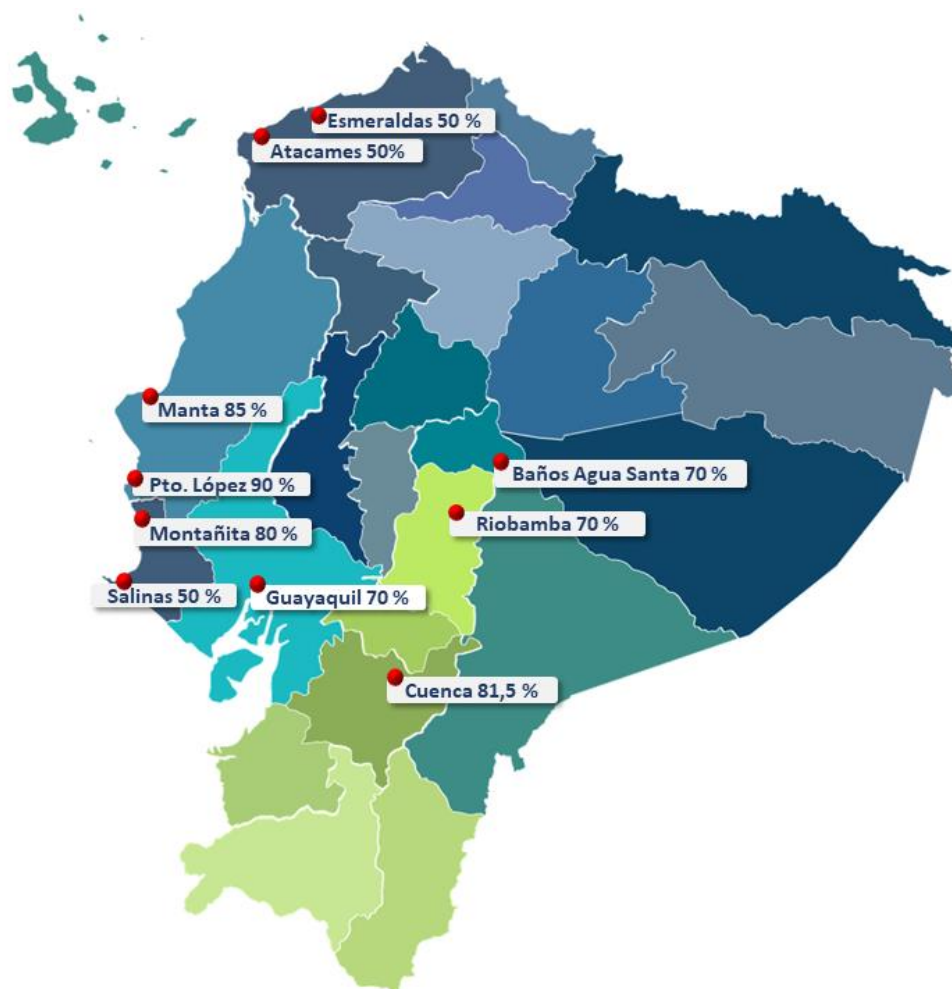 Esmeraldas 50 %
Atacames 50%
Manta 85 %
Baños Agua Santa 70 %
Pto. López 90 %
Riobamba 70 %
Montañita 80 %
Salinas 50 %
Guayaquil 70 %
Cuenca 81,5 %